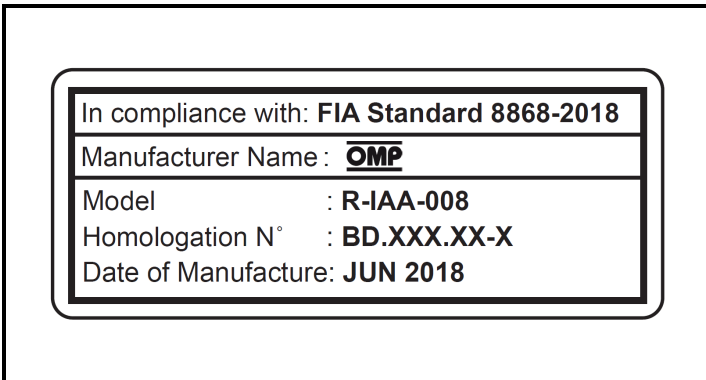 In compliance with: FIA Standard 8868-2018
Manufacturer Name : OMP
Model : R-IAA-008
Homologation N° : BD.XXX.XX-X
Date of Manufacture: JUN 2018